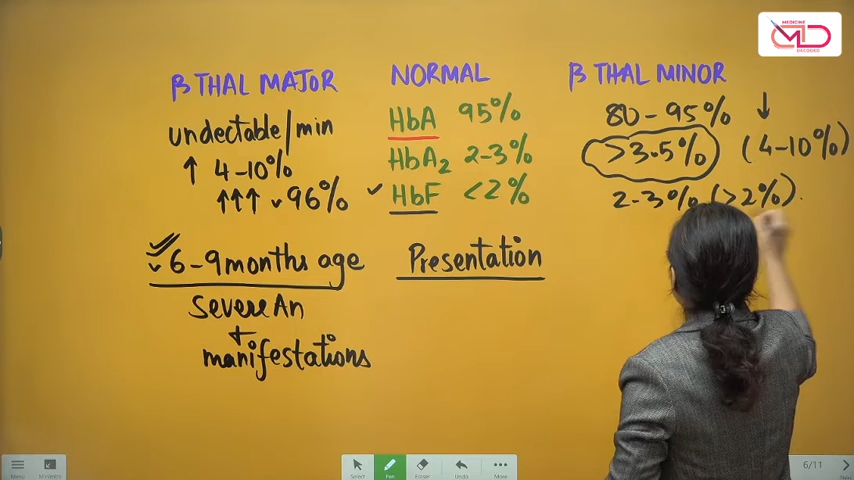 MEDICINE
MD
DECODED
β THAL MAJOR NORMAL β THAL MINOR
undectable/min HbA 95% 80-95% ↓
↑ 4-10% HbA₂ 2-3% >3.5% (4-10%)
↑↑↑ ✓96% ✓ HbF <2% 2-3% (>2%).
✓ 6-9months age Presentation
Severe An
+
manifestations
Menu Minimize Select Pen Eraser Undo More 6/11